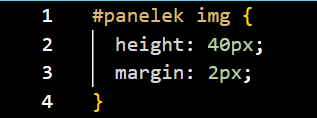 1 #panelek img {
2   height: 40px;
3   margin: 2px;
4 }